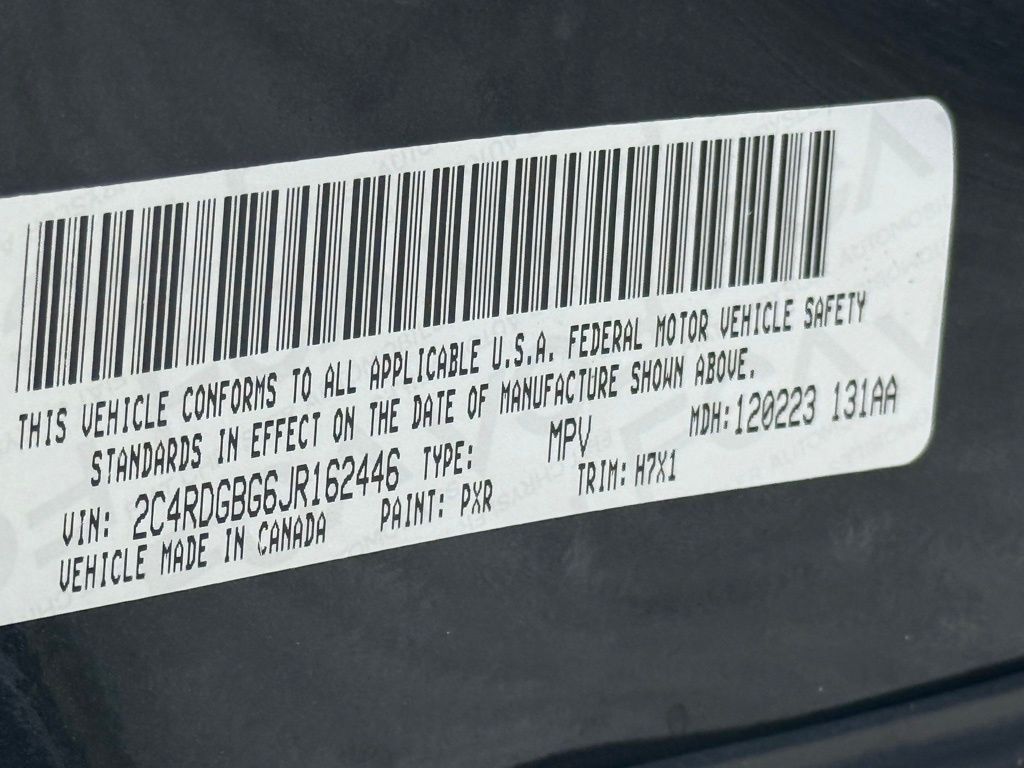 THIS VEHICLE CONFORMS TO ALL APPLICABLE U.S.A. FEDERAL MOTOR VEHICLE SAFETY
STANDARDS IN EFFECT ON THE DATE OF MANUFACTURE SHOWN ABOVE.
VIN: 2C4RDGBG6JR162446 TYPE: MPV MDH:120223 131AA
VEHICLE MADE IN CANADA PAINT: PXR TRIM: H7X1